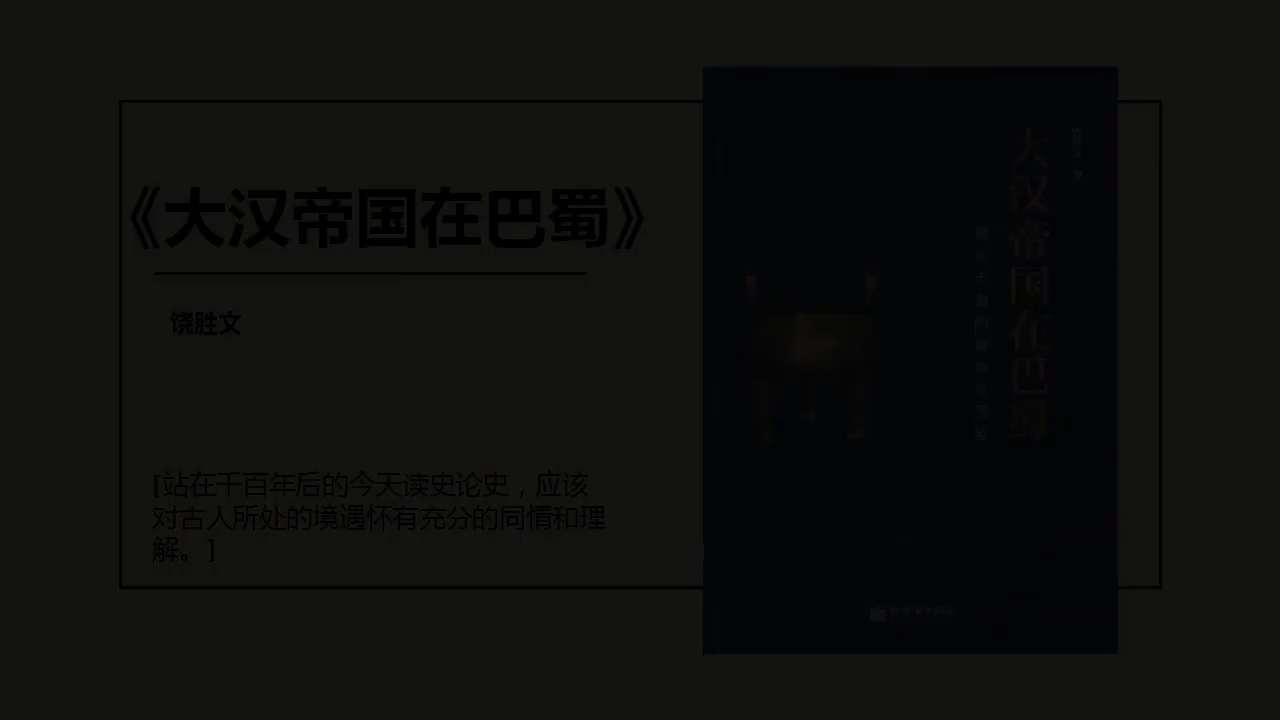 《大汉帝国在巴蜀》
饶胜文
[站在千百年后的今天读史论史，应该
对古人所处的境遇怀有充分的同情和理
解。]
大汉帝国在巴蜀